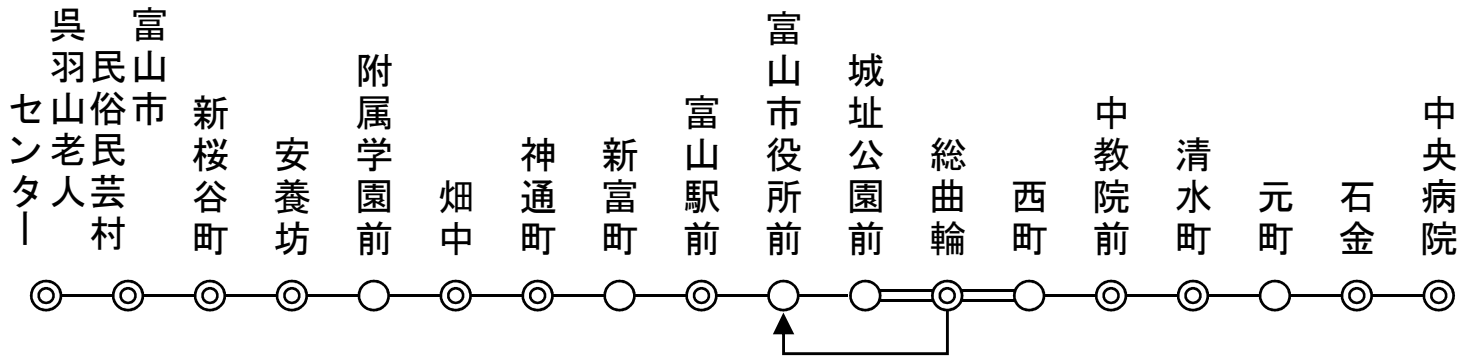 呉羽山老人
センター
富山市
民俗民芸村
新桜谷町
安養坊
附属学園前
畑中
神通町
新富町
富山駅前
富山市役所前
城址公園前
総曲輪
西町
中教院前
清水町
元町
石金
中央病院